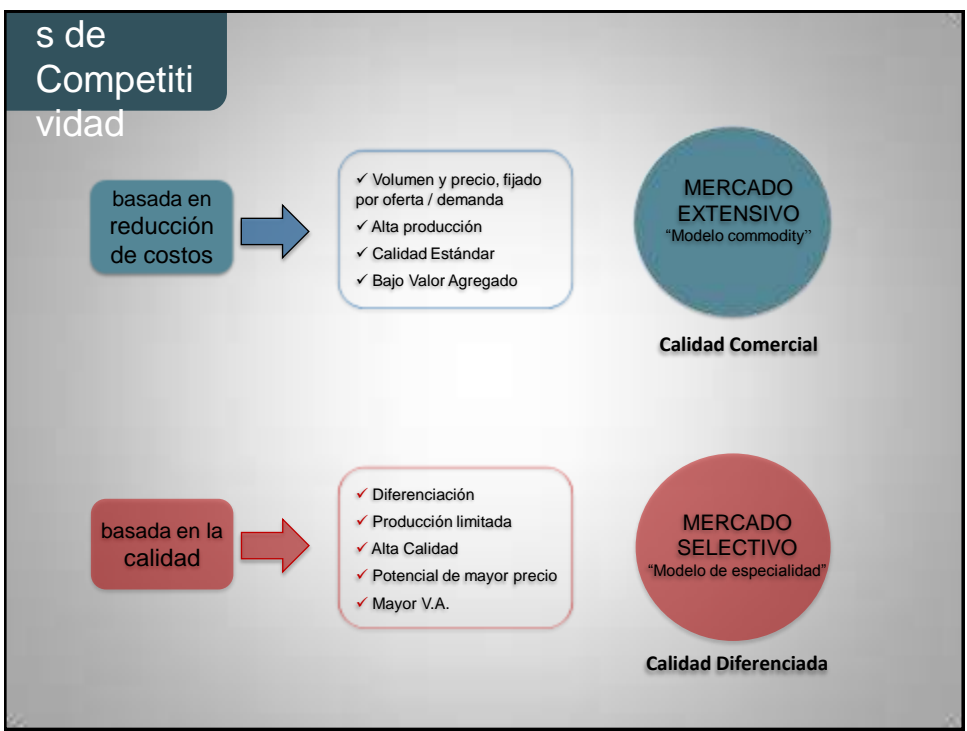 s de
Competiti
vidad
basada en
reducción
de costos
✓ Volumen y precio, fijado
por oferta / demanda
✓ Alta producción
✓ Calidad Estándar
✓ Bajo Valor Agregado
MERCADO
EXTENSIVO
“Modelo commodity”
Calidad Comercial
basada en la
calidad
✓ Diferenciación
✓ Producción limitada
✓ Alta Calidad
✓ Potencial de mayor precio
✓ Mayor V.A.
MERCADO
SELECTIVO
“Modelo de especialidad”
Calidad Diferenciada